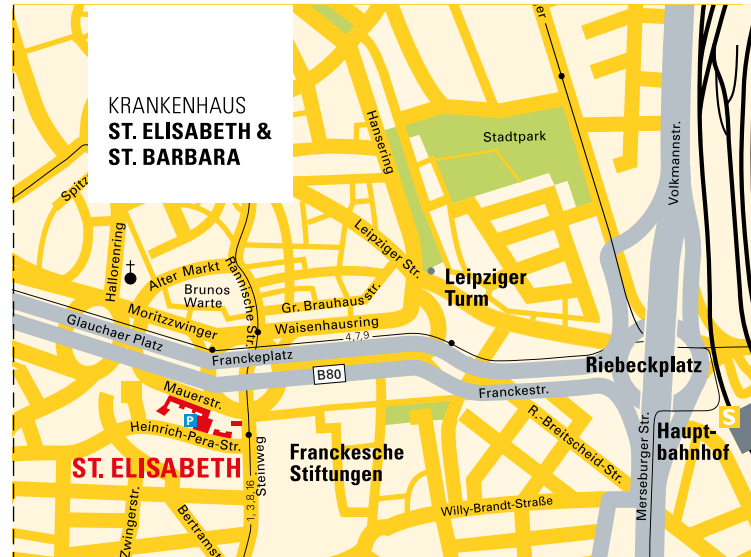 KRANKENHAUS
ST. ELISABETH &
ST. BARBARA
Hansering
Stadtpark
Volkmannstr.
Hallorenring
Alter Markt
Brunos
Warte
Rannische Str.
Leipziger Str.
Leipziger
Turm
Gr. Brauhausstr.
Moritzzwinger
Waisenhausring
Glauchaer Platz
4,7,9
Franckeplatz
B80
Riebeckplatz
Mauerstr.
Franckestr.
P
Heinrich-Pera-Str.
R.-Breitscheid-Str.
S
Haupt-
bahnhof
ST. ELISABETH
Steinweg
1, 3,8,16
Franckesche
Stiftungen
Merseburger Str.
Willy-Brandt-Straße
Zwingerstr.